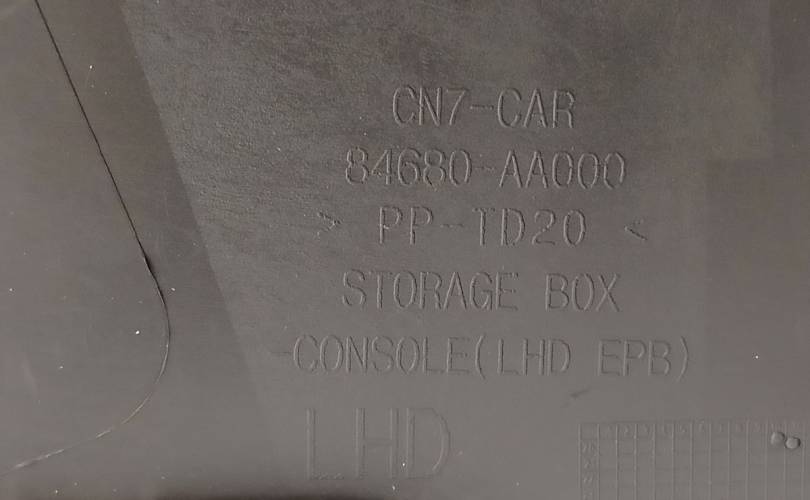 CN7-CAR
84680-AA000
> PP-TD20 <
STORAGE BOX
-CONSOLE(LHD EPB)
LHD